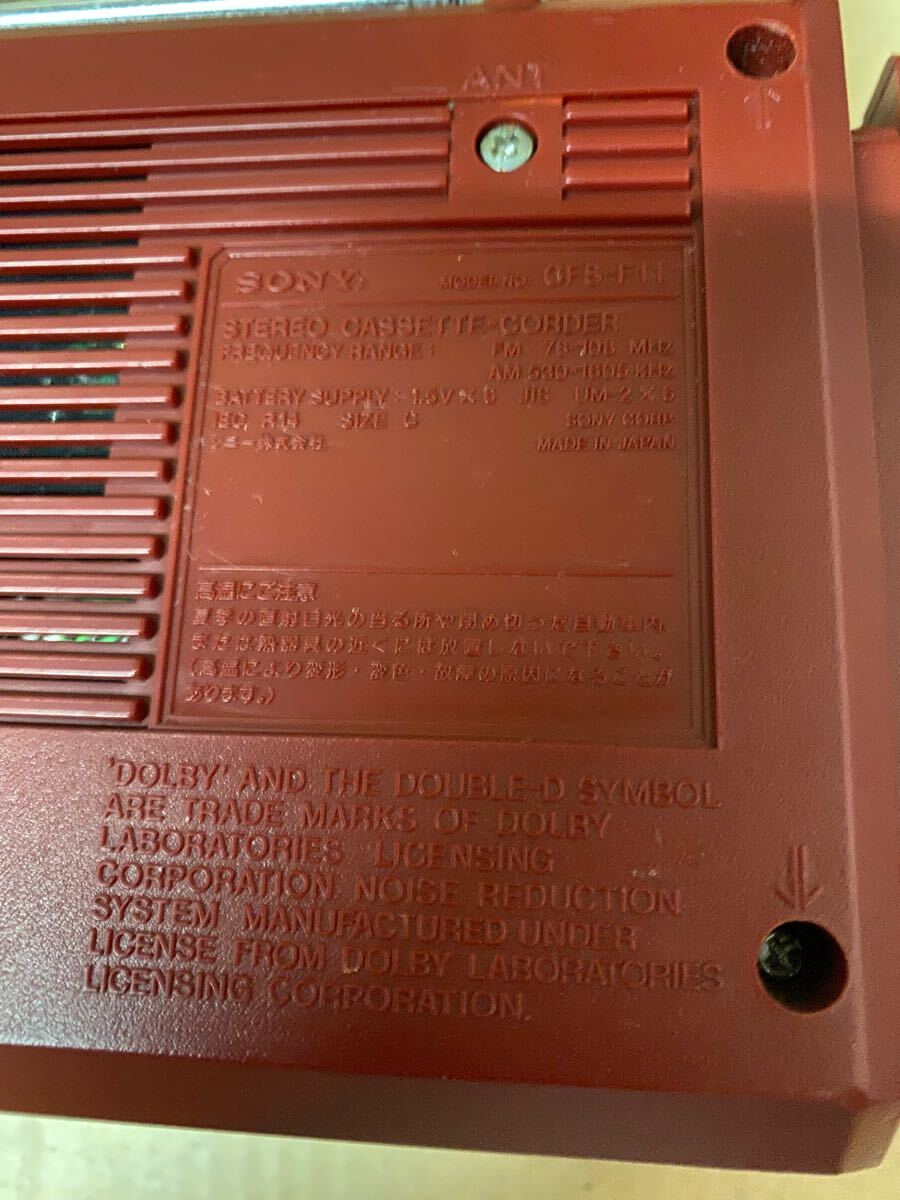 ANT
SONY
MODEL NO. CFS-F11
STEREO CASSETTE-CORDER
FREQUENCY RANGE: FM 76-108 MHz
AM 530-1605 kHz
BATTERY SUPPLY: 1.5V × 6 JIS UM-2 × 6
IEC R14 SIZE C SONY CORP.
ソニー株式会社 MADE IN JAPAN
高温にご注意
夏季の直射日光の当る所や閉め切った自動車内、
または熱器具の近くには放置しないで下さい。
(高温により変形・変色・故障の原因になることが
あります。)
'DOLBY' AND THE DOUBLE-D SYMBOL
ARE TRADE MARKS OF DOLBY
LABORATORIES LICENSING
CORPORATION. NOISE REDUCTION
SYSTEM MANUFACTURED UNDER
LICENSE FROM DOLBY LABORATORIES
LICENSING CORPORATION.